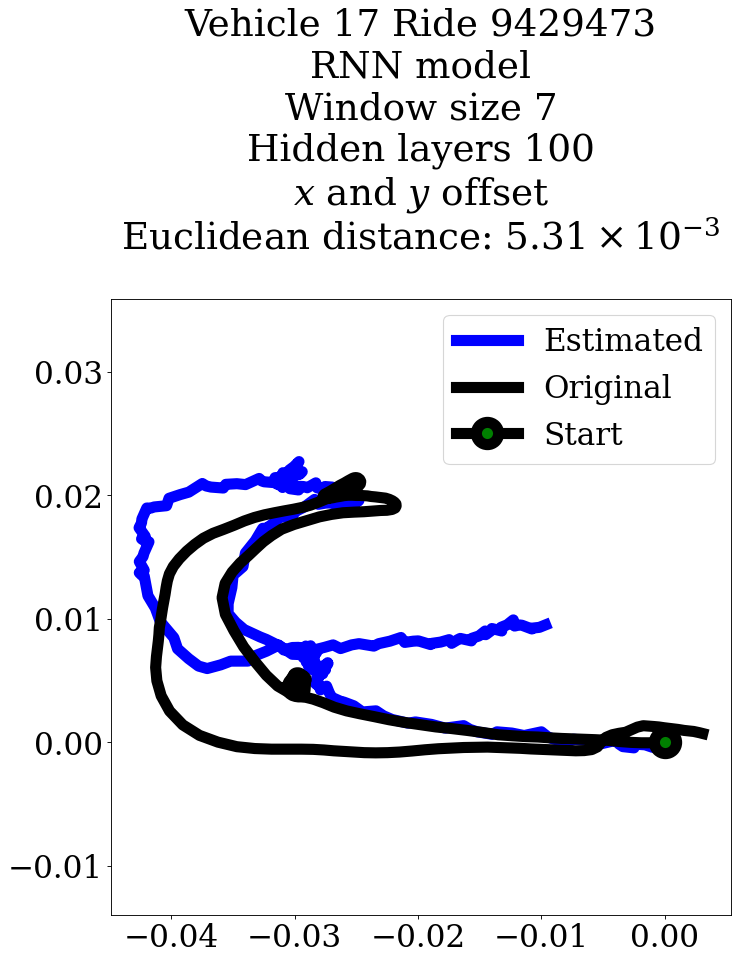 Vehicle 17 Ride 9429473
RNN model
Window size 7
Hidden layers 100
x and y offset
Euclidean distance: 5.31 × 10⁻³
Estimated
Original
Start
0.03
0.02
0.01
0.00
−0.01
−0.04 −0.03 −0.02 −0.01 0.00